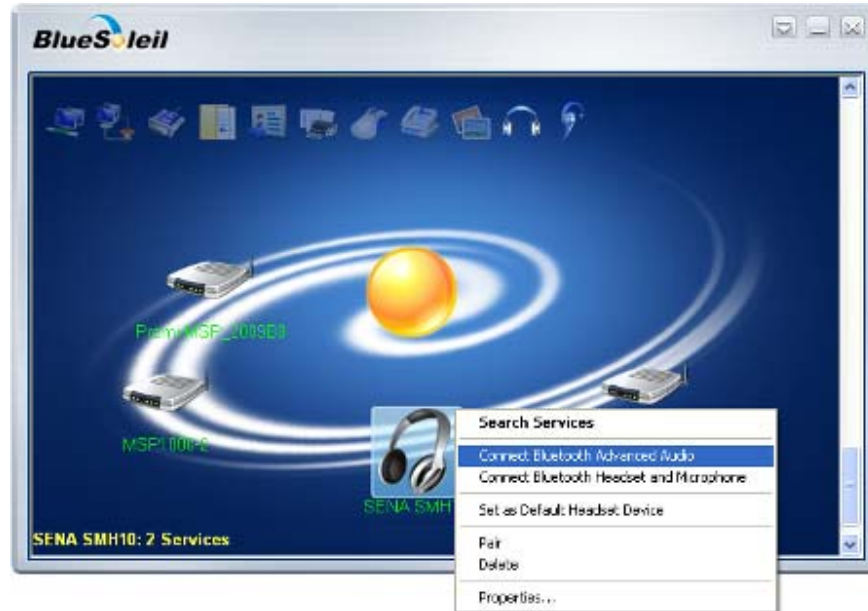 BlueSoleil
MSP1000-2
SENA SMH
SENA SMH10: 2 Services
Search Services
Connect Bluetooth Advanced Audio
Connect Bluetooth Headset and Microphone
Set as Default Headset Device
Pair
Delete
Properties...